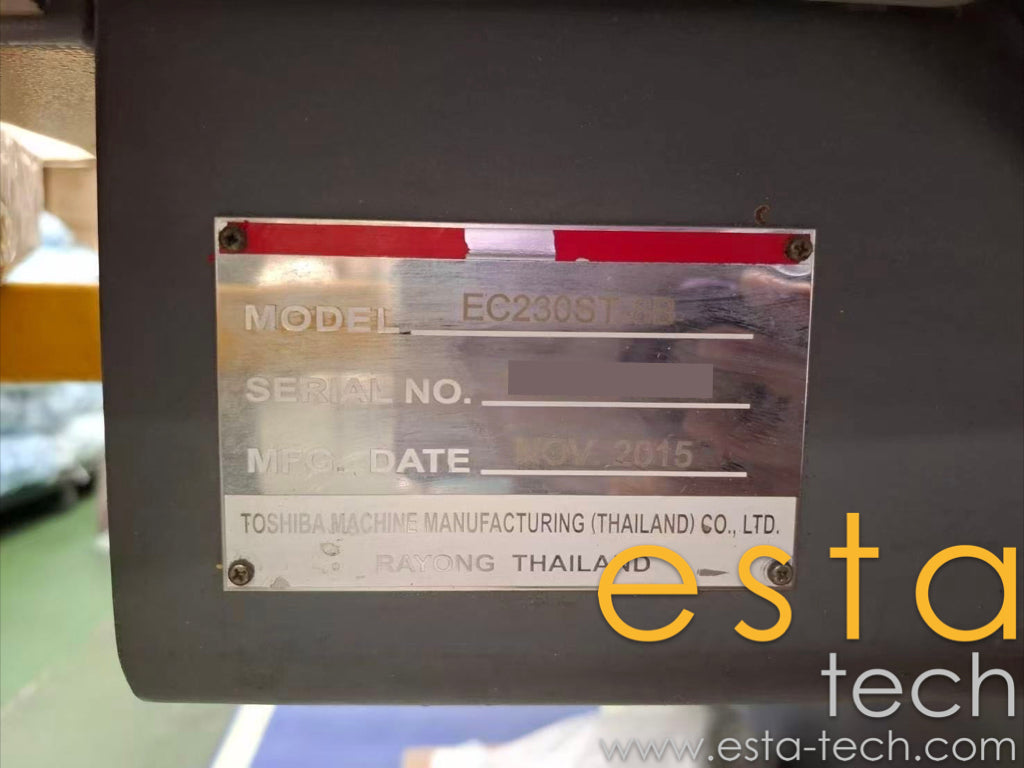 MODEL EC230ST
SERIAL NO.
MFG. DATE NOV 2015
TOSHIBA MACHINE MANUFACTURING (THAILAND) CO., LTD.
RAYONG THAILAND
esta
tech
www.esta-tech.com